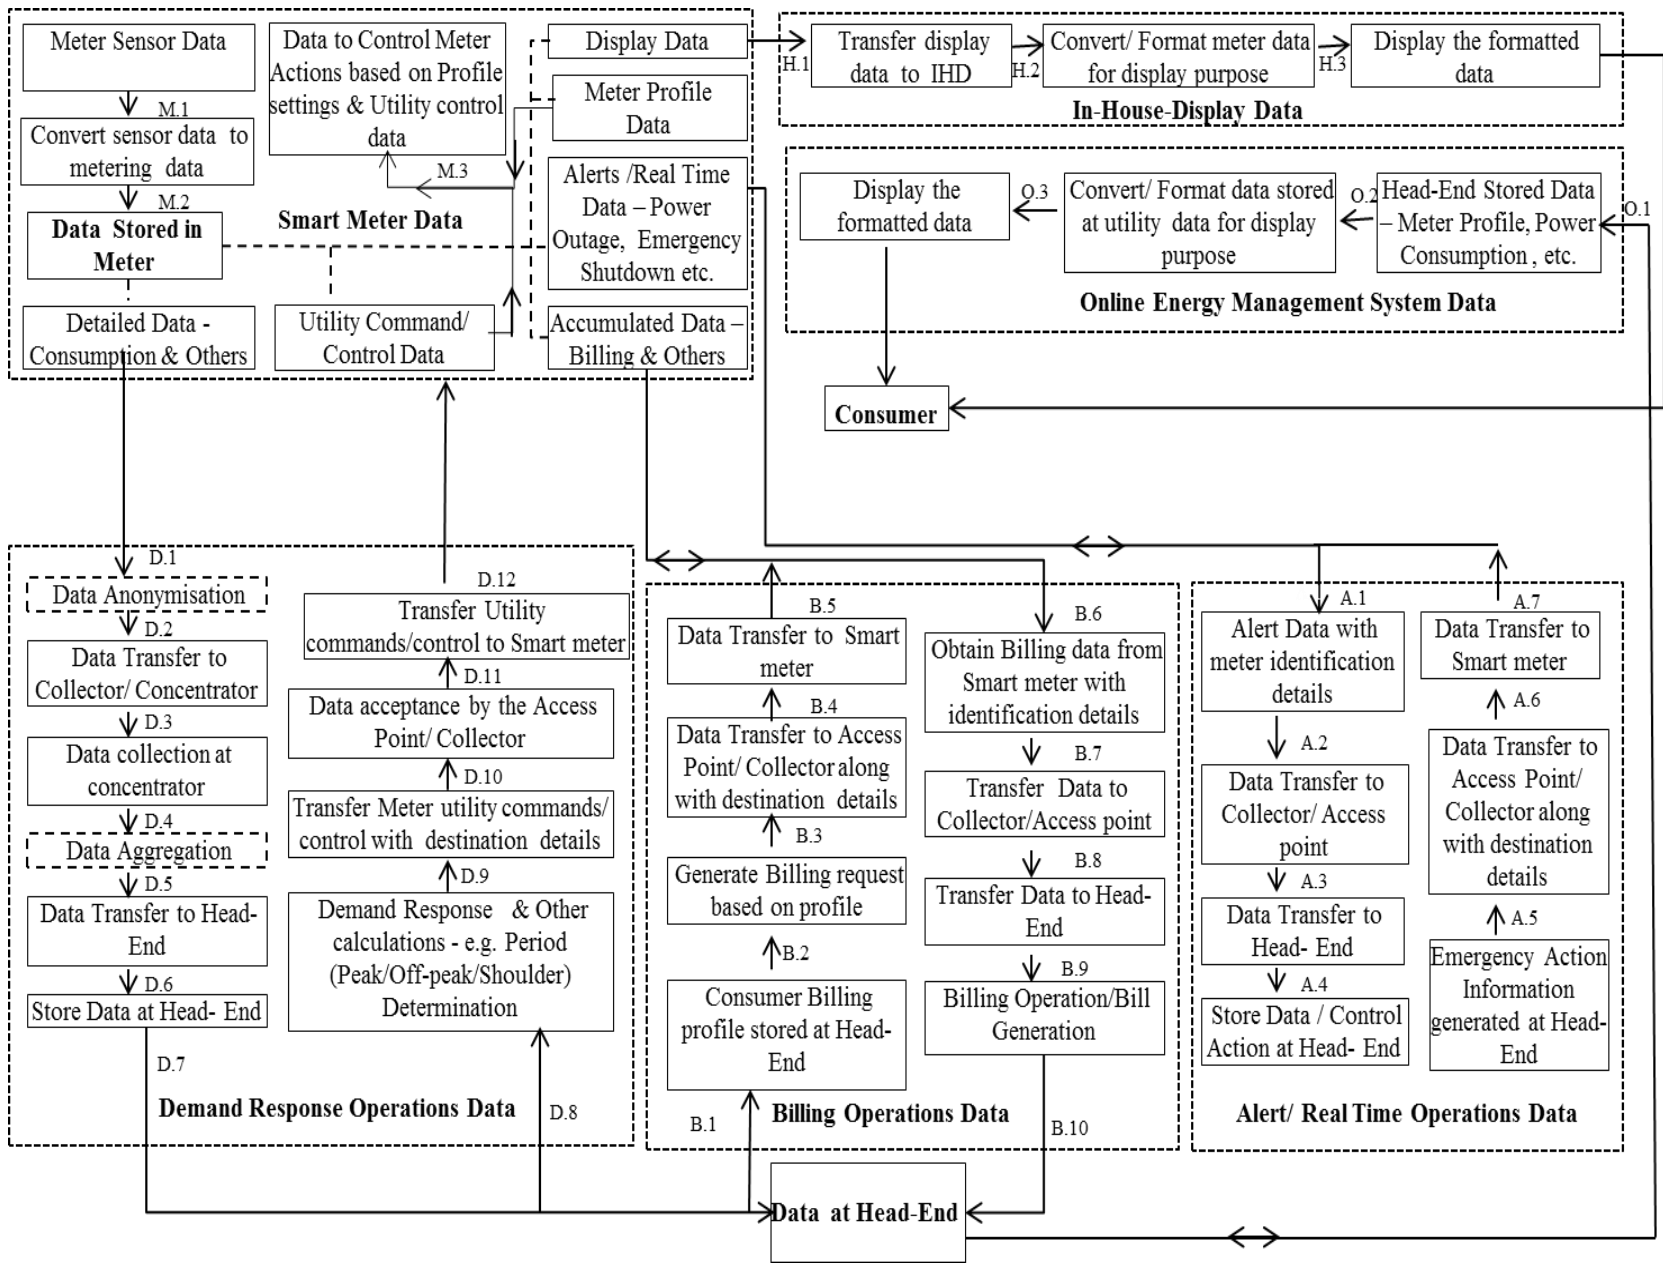 Meter Sensor Data
M.1
Convert sensor data to
metering data
M.2
Data Stored in
Meter
Detailed Data -
Consumption & Others
Data to Control Meter
Actions based on Profile
settings & Utility control
data
M.3
Smart Meter Data
Utility Command/
Control Data
Display Data
Meter Profile
Data
Alerts /Real Time
Data – Power
Outage, Emergency
Shutdown etc.
Accumulated Data –
Billing & Others
H.1
Transfer display
data to IHD
H.2
Convert/ Format meter data
for display purpose
H.3
Display the formatted
data
In-House-Display Data
Display the
formatted data
O.3
Convert/ Format data stored
at utility data for display
purpose
O.2
Head-End Stored Data
– Meter Profile, Power
Consumption , etc.
O.1
Online Energy Management System Data
Consumer
D.1
Data Anonymisation
D.2
Data Transfer to
Collector/ Concentrator
D.3
Data collection at
concentrator
D.4
Data Aggregation
D.5
Data Transfer to Head-
End
D.6
Store Data at Head- End
D.7
D.12
Transfer Utility
commands/control to Smart meter
D.11
Data acceptance by the Access
Point/ Collector
D.10
Transfer Meter utility commands/
control with destination details
D.9
Demand Response & Other
calculations - e.g. Period
(Peak/Off-peak/Shoulder)
Determination
D.8
Demand Response Operations Data
B.5
Data Transfer to Smart
meter
B.4
Data Transfer to Access
Point/ Collector along
with destination details
B.3
Generate Billing request
based on profile
B.2
Consumer Billing
profile stored at Head-
End
B.1
B.6
Obtain Billing data from
Smart meter with
identification details
B.7
Transfer Data to
Collector/Access point
B.8
Transfer Data to Head-
End
B.9
Billing Operation/Bill
Generation
B.10
Billing Operations Data
A.1
Alert Data with
meter identification
details
A.2
Data Transfer to
Collector/ Access
point
A.3
Data Transfer to
Head- End
A.4
Store Data / Control
Action at Head- End
A.7
Data Transfer to
Smart meter
A.6
Data Transfer to
Access Point/
Collector along
with destination
details
A.5
Emergency Action
Information
generated at Head-
End
Alert/ Real Time Operations Data
Data at Head-End